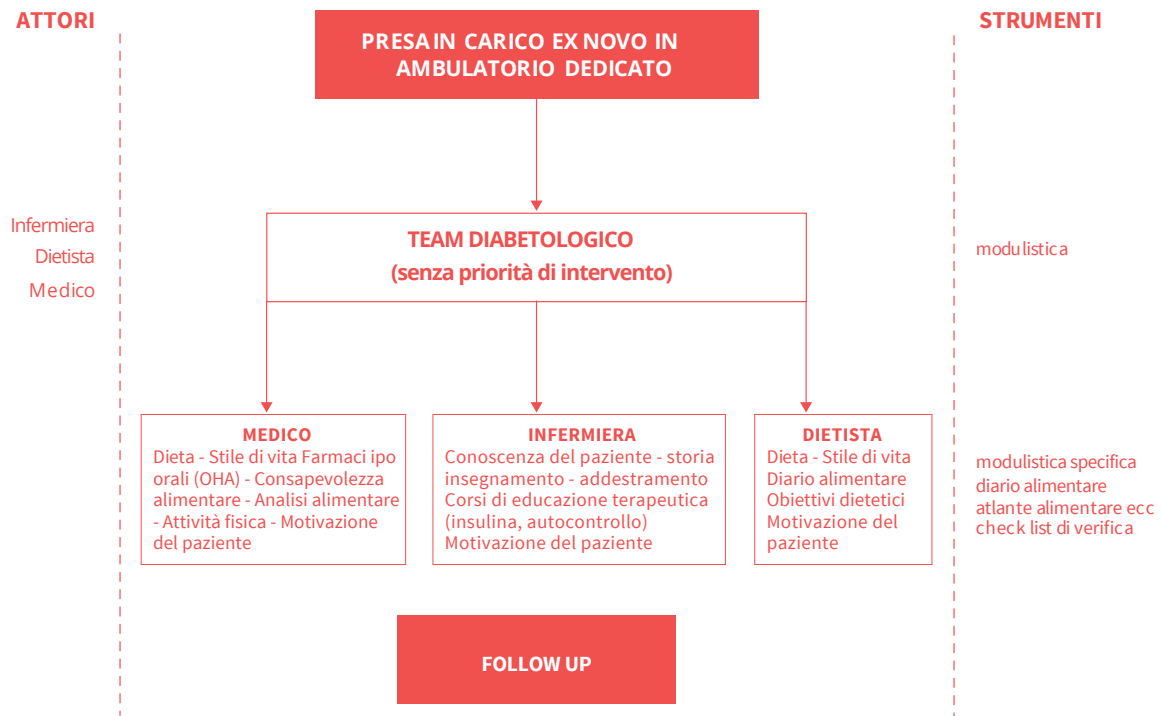 ATTORI
STRUMENTI
PRESA IN CARICO EX NOVO IN
AMBULATORIO DEDICATO
Infermiera
Dietista
Medico
TEAM DIABETOLOGICO
(senza priorità di intervento)
modulistica
MEDICO
Dieta - Stile di vita Farmaci ipo
orali (OHA) - Consapevolezza
alimentare - Analisi alimentare
- Attività fisica - Motivazione
del paziente
INFERMIERA
Conoscenza del paziente - storia
insegnamento - addestramento
Corsi di educazione terapeutica
(insulina, autocontrollo)
Motivazione del paziente
DIETISTA
Dieta - Stile di vita
Diario alimentare
Obiettivi dietetici
Motivazione del
paziente
modulistica specifica
diario alimentare
atlante alimentare ecc
check list di verifica
FOLLOW UP